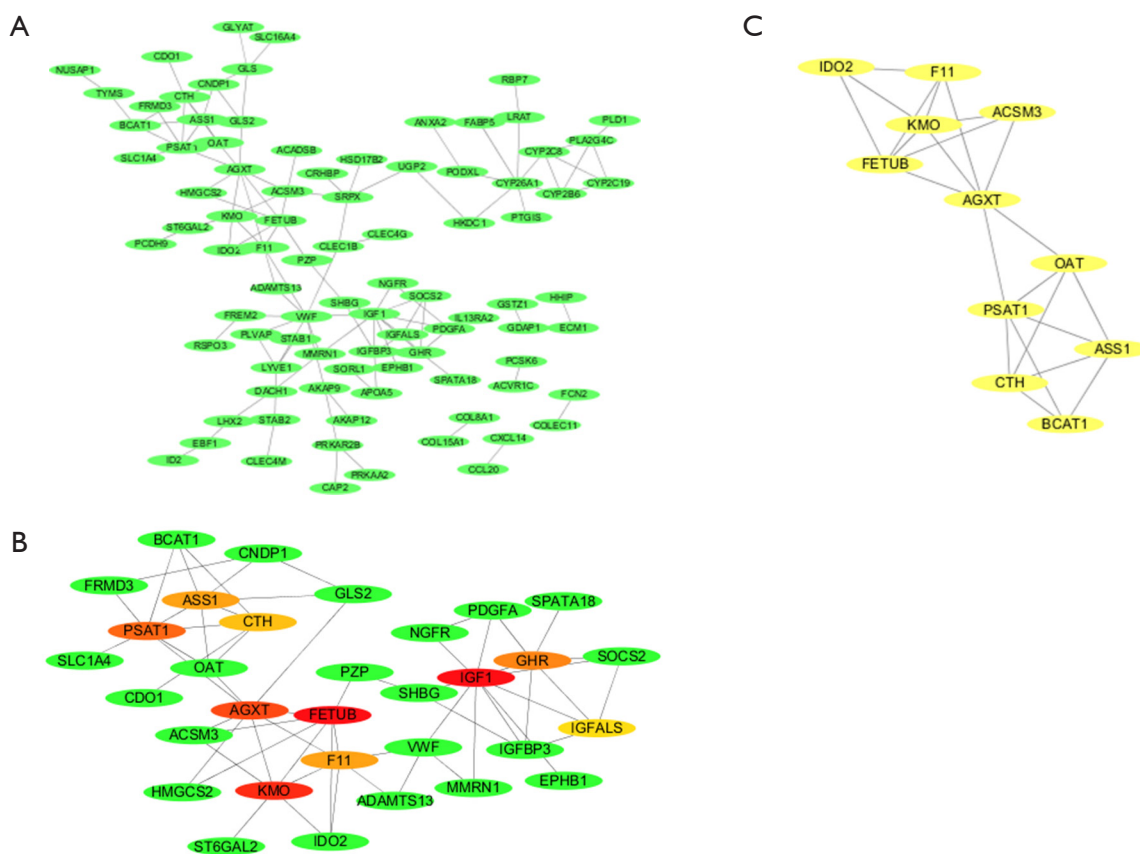 A
GLYAT
SLC16A4
CDO1
GLS
NUSAP1
CNDP1
TYMS
CTH
FRMD3
BCAT1
ASS1
GLS2
PSAT1
OAT
SLC1A4
ACADSB
AGXT
HSD17B2
CRHBP
HMGCS2
ACSM3
SRPX
UGP2
KMO
FETUB
ST6GAL2
PCDH9
IDO2
F11
CLEC1B
CLEC4G
PZP
RBP7
ANXA2
FABP5
LRAT
PLD1
PLA2G4C
CYP2C8
PODXL
CYP26A1
CYP2B6
CYP2C19
HKDC1
PTGIS
ADAMTS13
NGFR
SOCS2
SHBG
FREM2
VWF
IGF1
IL13RA2
GSTZ1
HHIP
PDGFA
PLVAP
STAB1
IGFALS
GDAP1
ECM1
RSPO3
MMRN1
IGFBP3
GHR
LYVE1
SORL1
EPHB1
SPATA18
PCSK6
ACVR1C
DACH1
AKAP9
APOA5
FCN2
LHX2
STAB2
AKAP12
COL8A1
COLEC11
EBF1
PRKAR2B
COL15A1
CXCL14
ID2
CLEC4M
PRKAA2
CCL20
CAP2
C
IDO2
F11
ACSM3
KMO
FETUB
AGXT
OAT
PSAT1
ASS1
CTH
BCAT1
B
BCAT1
CNDP1
FRMD3
GLS2
ASS1
CTH
PSAT1
SLC1A4
OAT
CDO1
PZP
AGXT
FETUB
SHBG
ACSM3
F11
VWF
HMGCS2
KMO
ADAMTS13
ST6GAL2
IDO2
PDGFA
SPATA18
NGFR
GHR
SOCS2
IGF1
IGFALS
IGFBP3
MMRN1
EPHB1